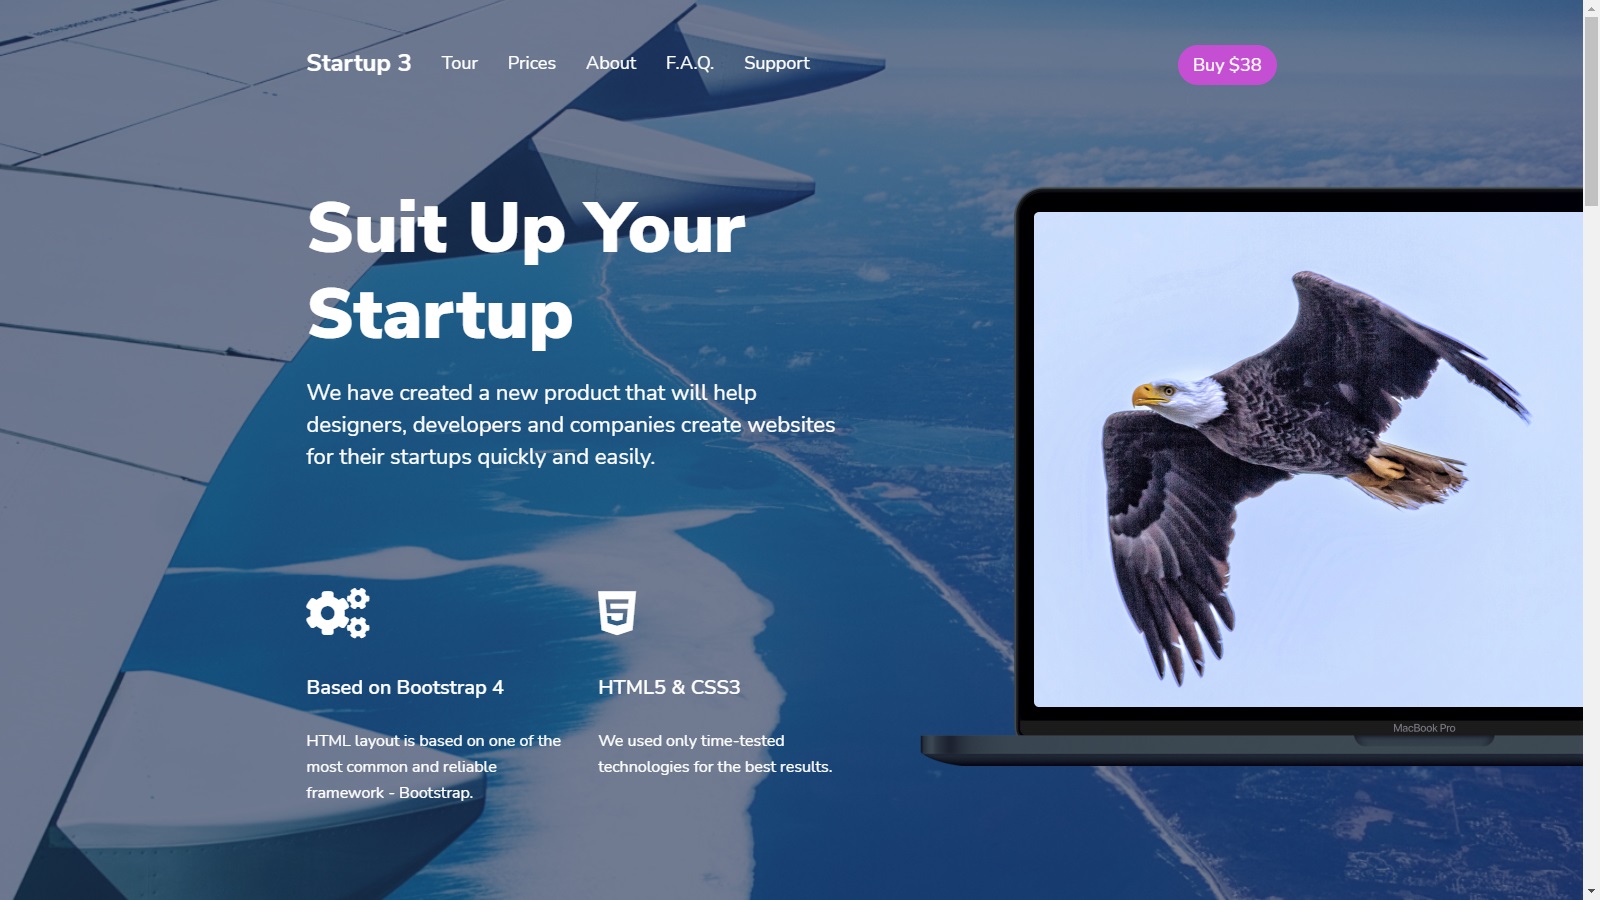 Startup 3
Tour
Prices
About
F.A.Q.
Support
Buy $38
Suit Up Your
Startup
We have created a new product that will help
designers, developers and companies create websites
for their startups quickly and easily.
MacBook Pro
Based on Bootstrap 4
HTML layout is based on one of the
most common and reliable
framework - Bootstrap.
HTML5 & CSS3
We used only time-tested
technologies for the best results.